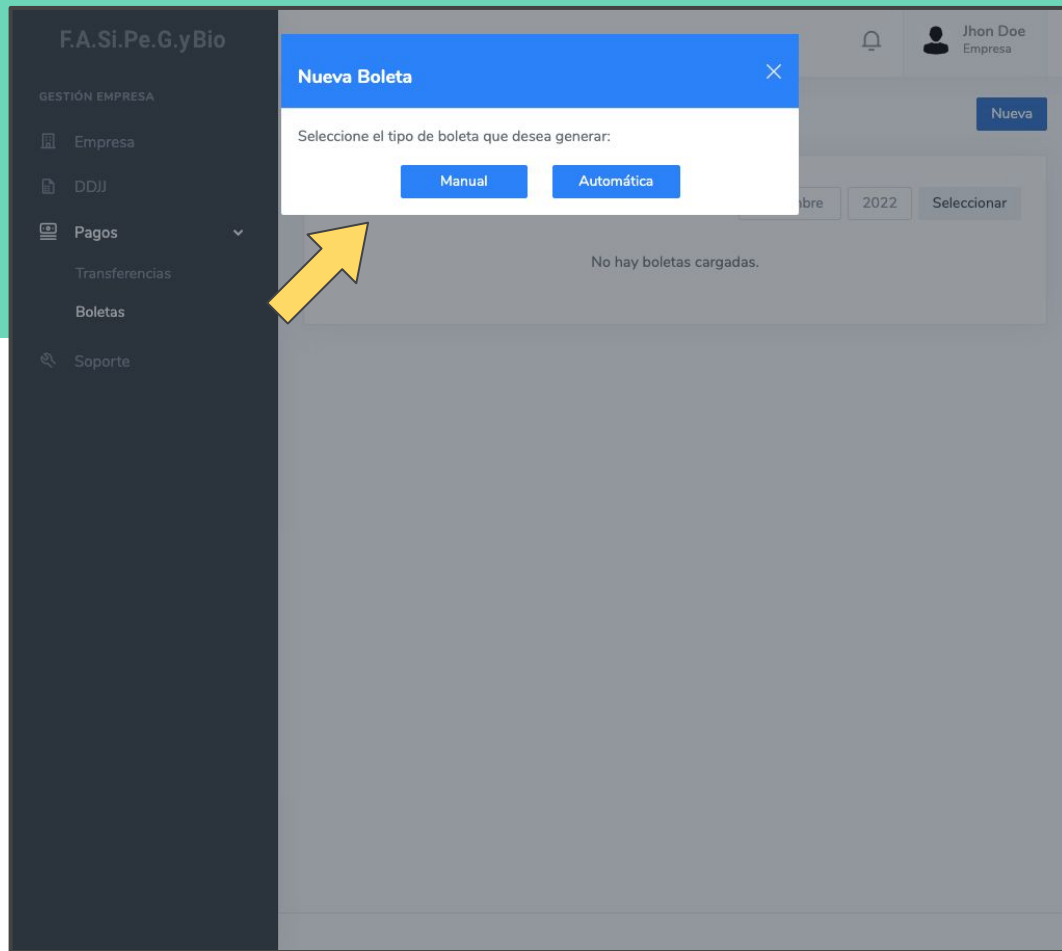 F.A.Si.Pe.G.yBio
Jhon Doe
Empresa
GESTIÓN EMPRESA
Empresa
DDJJ
Pagos
Transferencias
Boletas
Soporte
Nueva Boleta
Seleccione el tipo de boleta que desea generar:
Manual Automática
Nueva
2022 Seleccionar
No hay boletas cargadas.